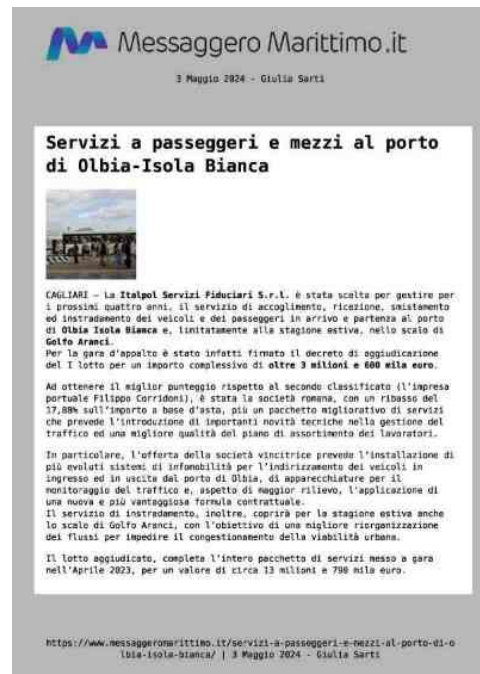 Messaggero Marittimo.it
3 Maggio 2024 - Giulia Sarti
Servizi a passeggeri e mezzi al porto
di Olbia-Isola Bianca
CAGLIARI – La Italpol Servizi Fiduciari S.r.l. è stata scelta per gestire per
i prossimi quattro anni, il servizio di accoglimento, ricezione, smistamento
ed instradamento dei veicoli e dei passeggeri in arrivo e partenza al porto
di Olbia Isola Bianca e, limitatamente alla stagione estiva, nello scalo di
Golfo Aranci.
Per la gara d'appalto è stato infatti firmato il decreto di aggiudicazione
del I lotto per un importo complessivo di oltre 3 milioni e 600 mila euro.
Ad ottenere il miglior punteggio rispetto al secondo classificato (l'impresa
portuale Filippo Corridoni), è stata la società romana, con un ribasso del
17,88% sull'importo a base d'asta, più un pacchetto migliorativo di servizi
che prevede l'introduzione di importanti novità tecniche nella gestione del
traffico ed una migliore qualità del piano di assortimento dei lavoratori.
In particolare, l'offerta della società vincitrice prevede l'installazione di
più evoluti sistemi di infomobilità per l'indirizzamento dei veicoli in
ingresso ed in uscita dal porto di Olbia, di apparecchiature per il
monitoraggio del traffico e, aspetto di maggior rilievo, l'applicazione di
una nuova e più vantaggiosa formula contrattuale.
Il servizio di instradamento, inoltre, coprirà per la stagione estiva anche
lo scalo di Golfo Aranci, con l'obiettivo di una migliore riorganizzazione
dei flussi per impedire il congestionamento della viabilità urbana.
Il lotto aggiudicato, completa l'intero pacchetto di servizi messo a gara
nell'Aprile 2023, per un valore di circa 13 milioni e 790 mila euro.
https://www.messaggeromarittimo.it/servizi-a-passeggeri-e-mezzi-al-porto-di-o
lbia-isola-bianca/ | 3 Maggio 2024 - Giulia Sarti